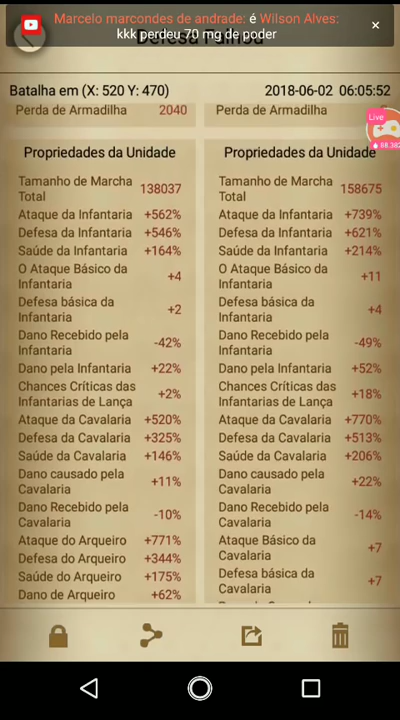 Marcelo marcondes de andrade: é Wilson Alves:
kkk perdeu 70 mg de poder
Defesa Falhou
Batalha em (X: 520 Y: 470) 2018-06-02 06:05:52
Perda de Armadilha 2040
Perda de Armadilha
Live
Propriedades da Unidade
Tamanho de Marcha
Total 138037
Ataque da Infantaria +562%
Defesa da Infantaria +546%
Saúde da Infantaria +164%
O Ataque Básico da
Infantaria +4
Defesa básica da
Infantaria +2
Dano Recebido pela
Infantaria -42%
Dano pela Infantaria +22%
Chances Críticas das
Infantarias de Lança +2%
Ataque da Cavalaria +520%
Defesa da Cavalaria +325%
Saúde da Cavalaria +146%
Dano causado pela
Cavalaria +11%
Dano Recebido pela
Cavalaria -10%
Ataque do Arqueiro +771%
Defesa do Arqueiro +344%
Saúde do Arqueiro +175%
Dano de Arqueiro +62%
Propriedades da Unidade
Tamanho de Marcha
Total 158675
Ataque da Infantaria +739%
Defesa da Infantaria +621%
Saúde da Infantaria +214%
O Ataque Básico da
Infantaria +11
Defesa básica da
Infantaria +4
Dano Recebido pela
Infantaria -49%
Dano pela Infantaria +52%
Chances Críticas das
Infantarias de Lança +18%
Ataque da Cavalaria +770%
Defesa da Cavalaria +513%
Saúde da Cavalaria +206%
Dano causado pela
Cavalaria +22%
Dano Recebido pela
Cavalaria -14%
Ataque Básico da
Cavalaria +7
Defesa básica da
Cavalaria +7